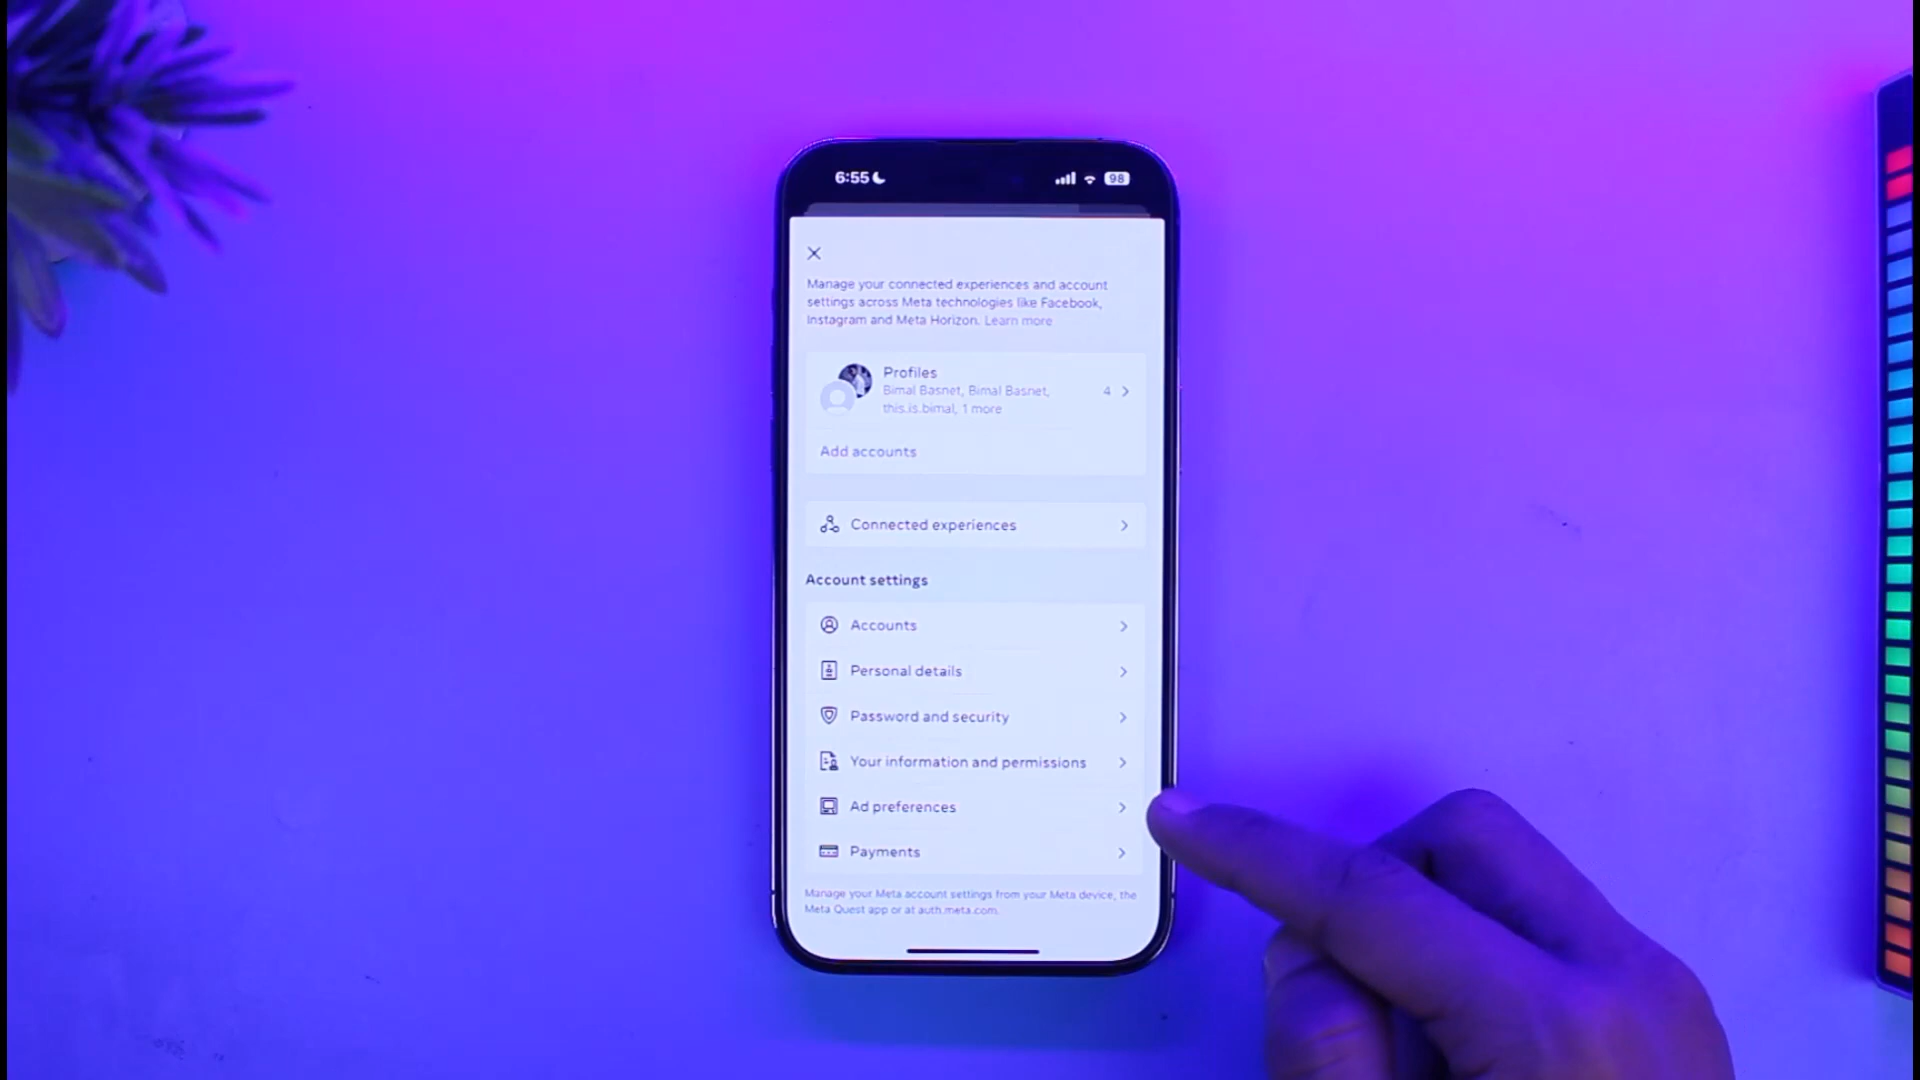 6:55
98
Manage your connected experiences and account
settings across Meta technologies like Facebook,
Instagram and Meta Horizon. Learn more
Profiles
Bimal Basnet, Bimal Basnet,
this.is.bimal, 1 more
4
Add accounts
Connected experiences
Account settings
Accounts
Personal details
Password and security
Your information and permissions
Ad preferences
Payments
Manage your Meta account settings from your Meta device, the
Meta Quest app or at auth.meta.com.